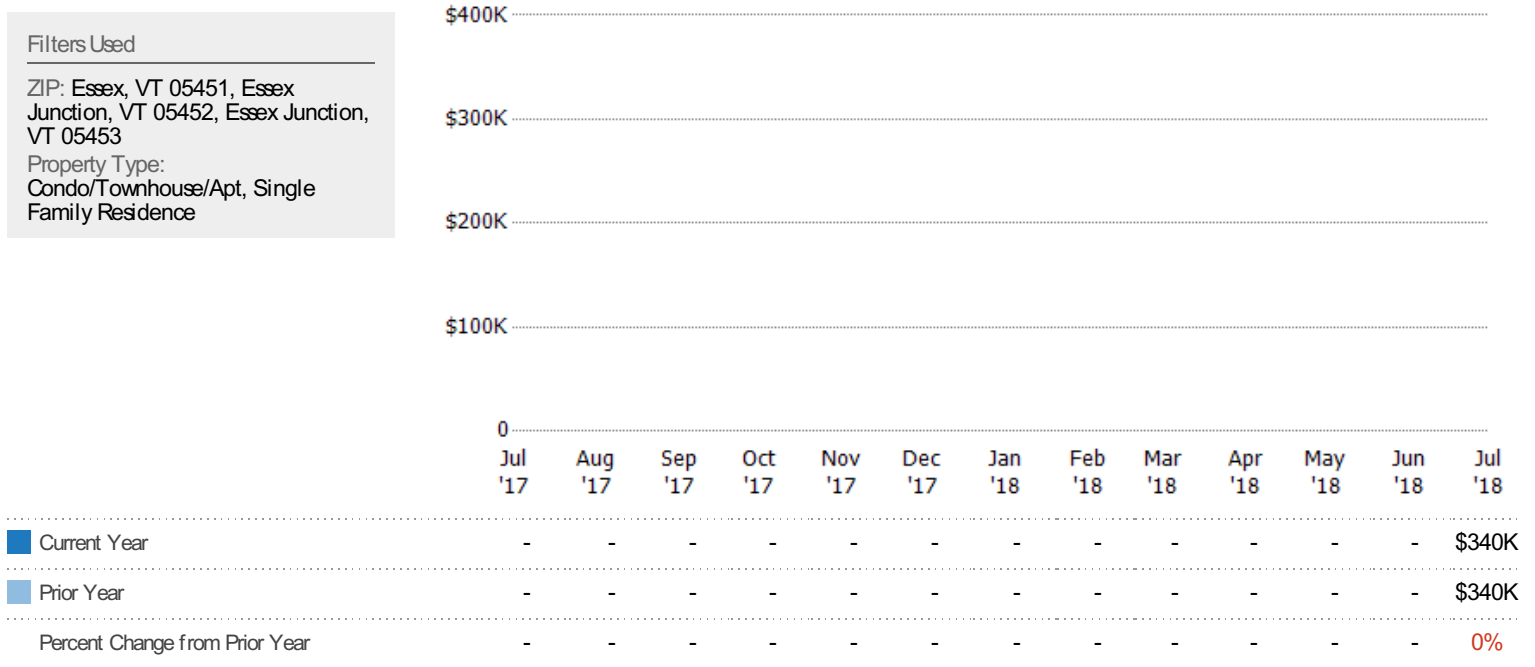 Filters Used
ZIP: Essex, VT 05451, Essex
Junction, VT 05452, Essex Junction,
VT 05453
Property Type:
Condo/Townhouse/Apt, Single
Family Residence
$400K
$300K
$200K
$100K
0
Jul Aug Sep Oct Nov Dec Jan Feb Mar Apr May Jun Jul
'17 '17 '17 '17 '17 '17 '18 '18 '18 '18 '18 '18 '18
Current Year - - - - - - - - - - - - $340K
Prior Year - - - - - - - - - - - - $340K
Percent Change from Prior Year - - - - - - - - - - - - 0%